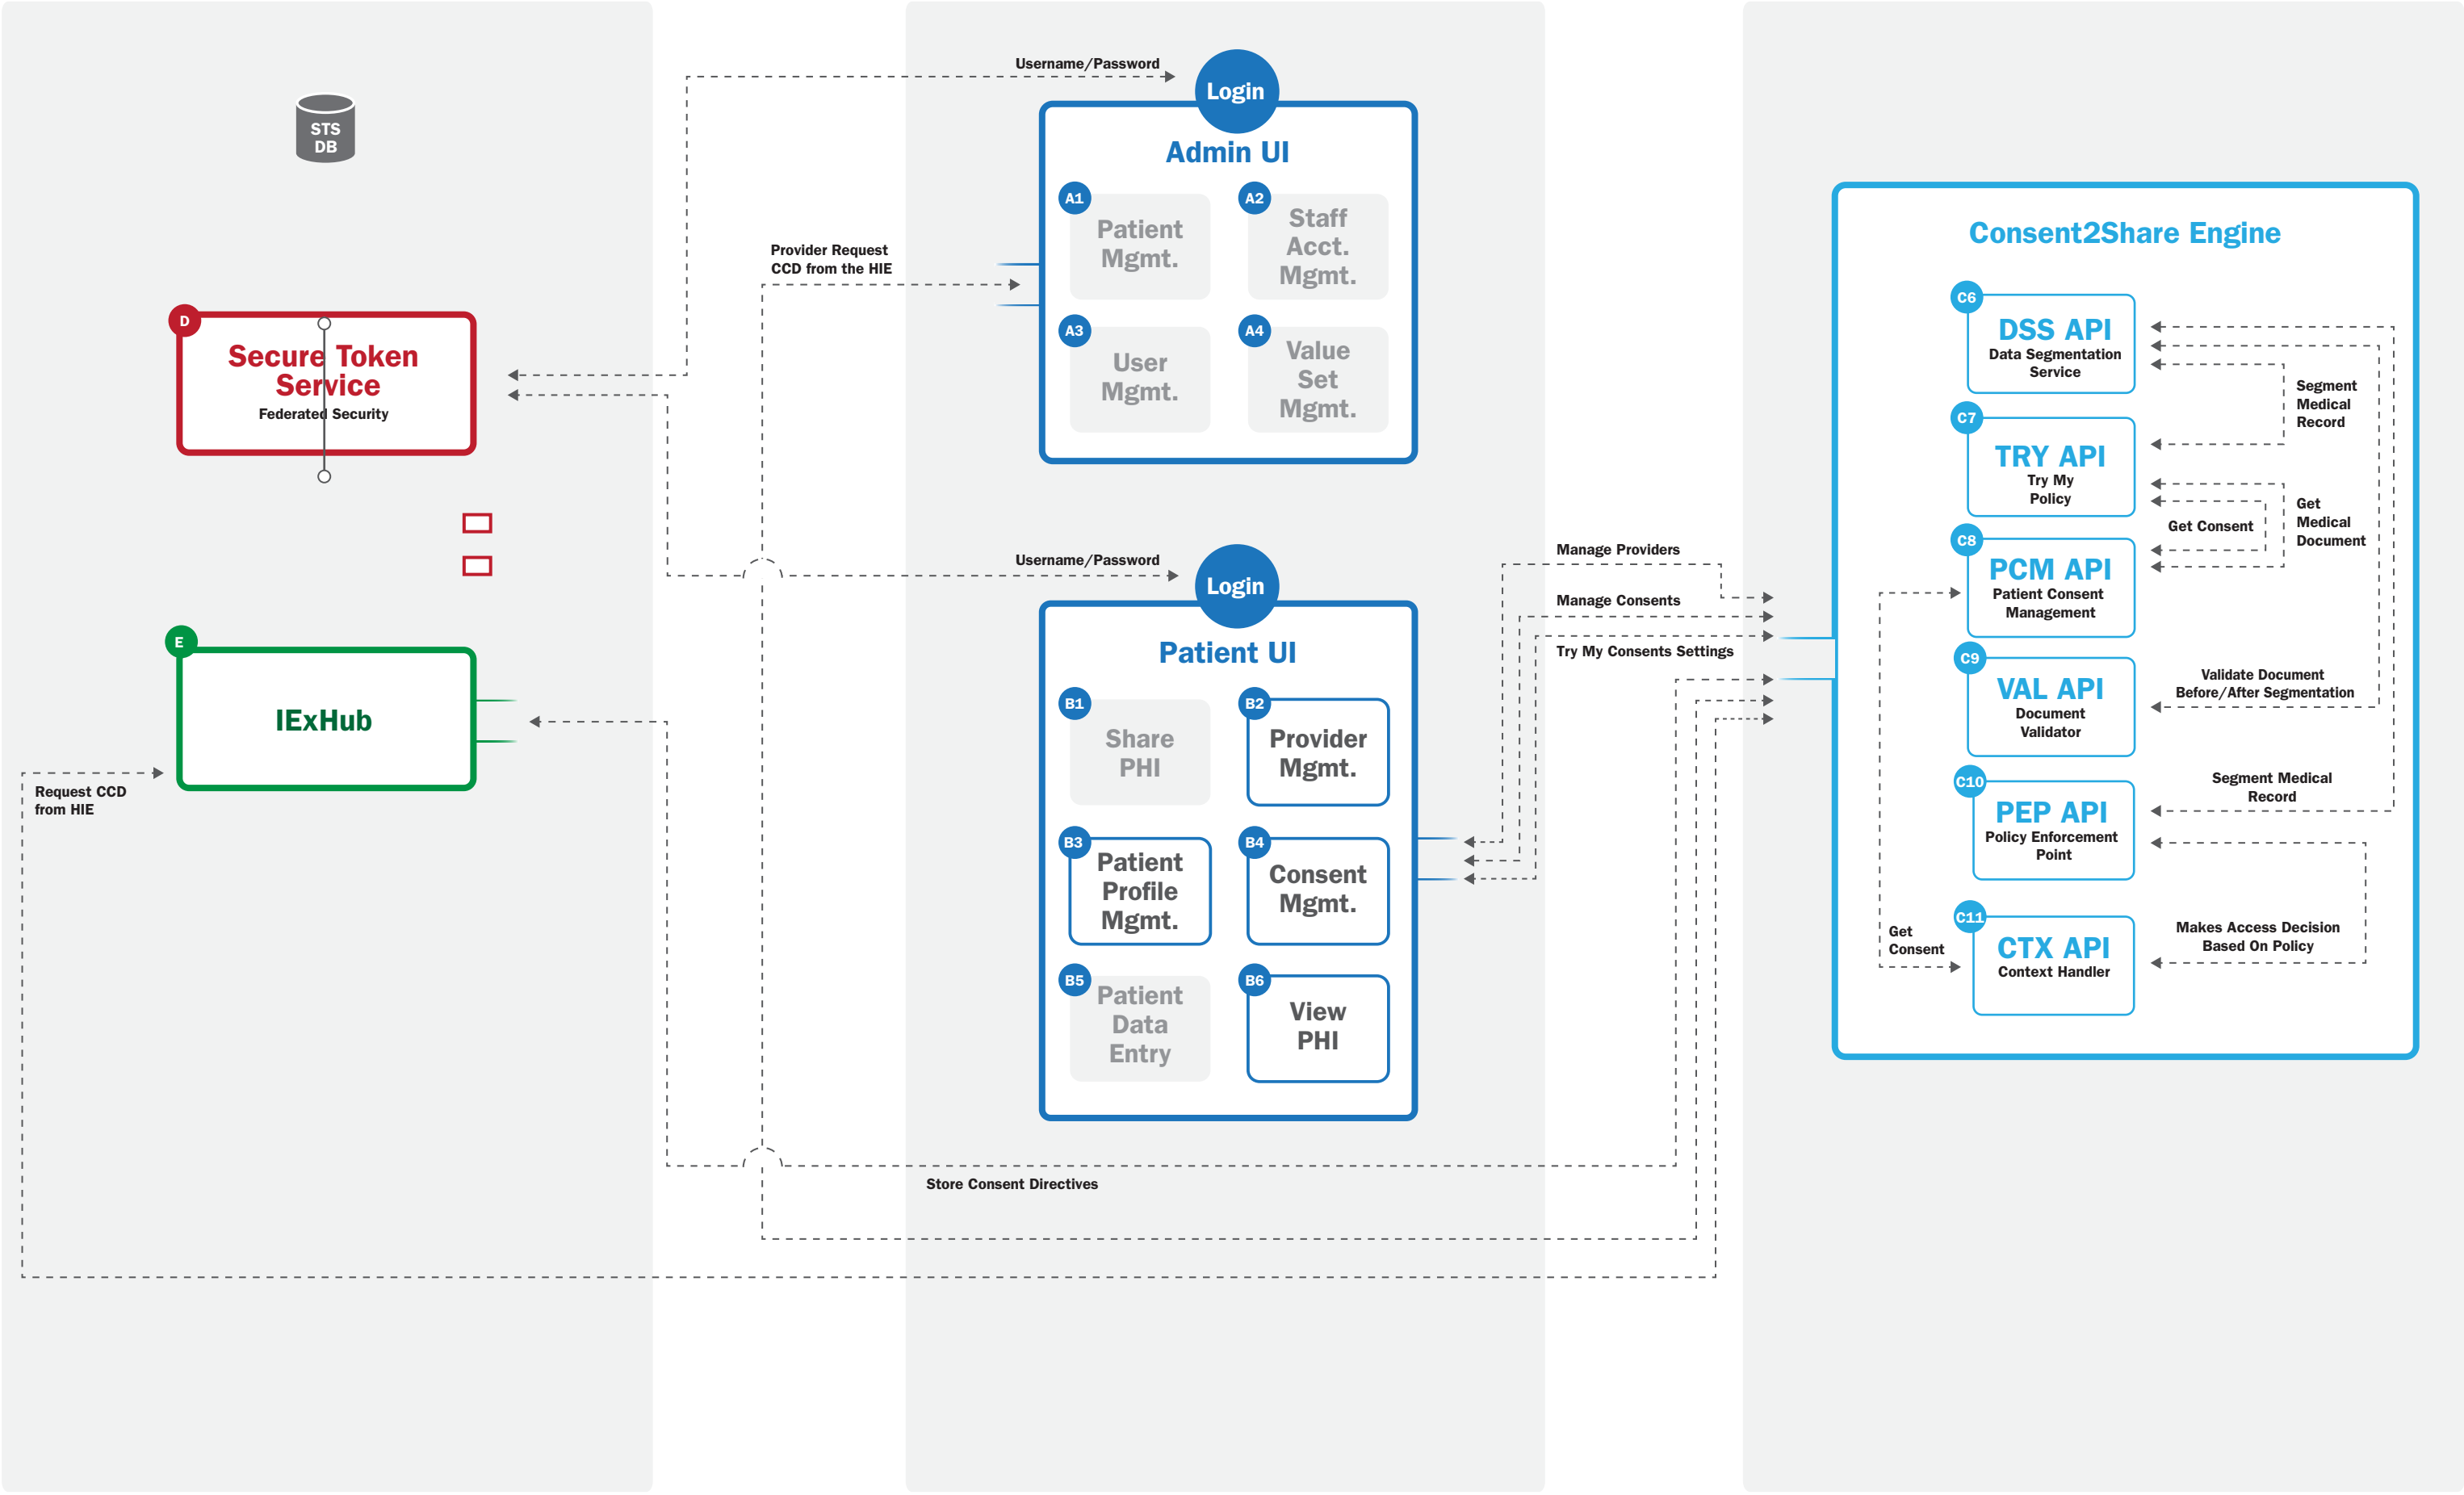 STS
DB
D
Secure Token
Service
Federated Security
E
IExHub
Request CCD
from HIE
Username/Password
Login
Admin UI
A1
Patient
Mgmt.
A2
Staff
Acct.
Mgmt.
A3
User
Mgmt.
A4
Value
Set
Mgmt.
Provider Request
CCD from the HIE
Username/Password
Login
Patient UI
B1
Share
PHI
B2
Provider
Mgmt.
B3
Patient
Profile
Mgmt.
B4
Consent
Mgmt.
B5
Patient
Data
Entry
B6
View
PHI
Store Consent Directives
Manage Providers
Manage Consents
Try My Consents Settings
Consent2Share Engine
C6
DSS API
Data Segmentation
Service
C7
TRY API
Try My
Policy
C8
PCM API
Patient Consent
Management
C9
VAL API
Document
Validator
C10
PEP API
Policy Enforcement
Point
C11
CTX API
Context Handler
Segment
Medical
Record
Get Consent
Get
Medical
Document
Validate Document
Before/After Segmentation
Segment Medical
Record
Makes Access Decision
Based On Policy
Get
Consent